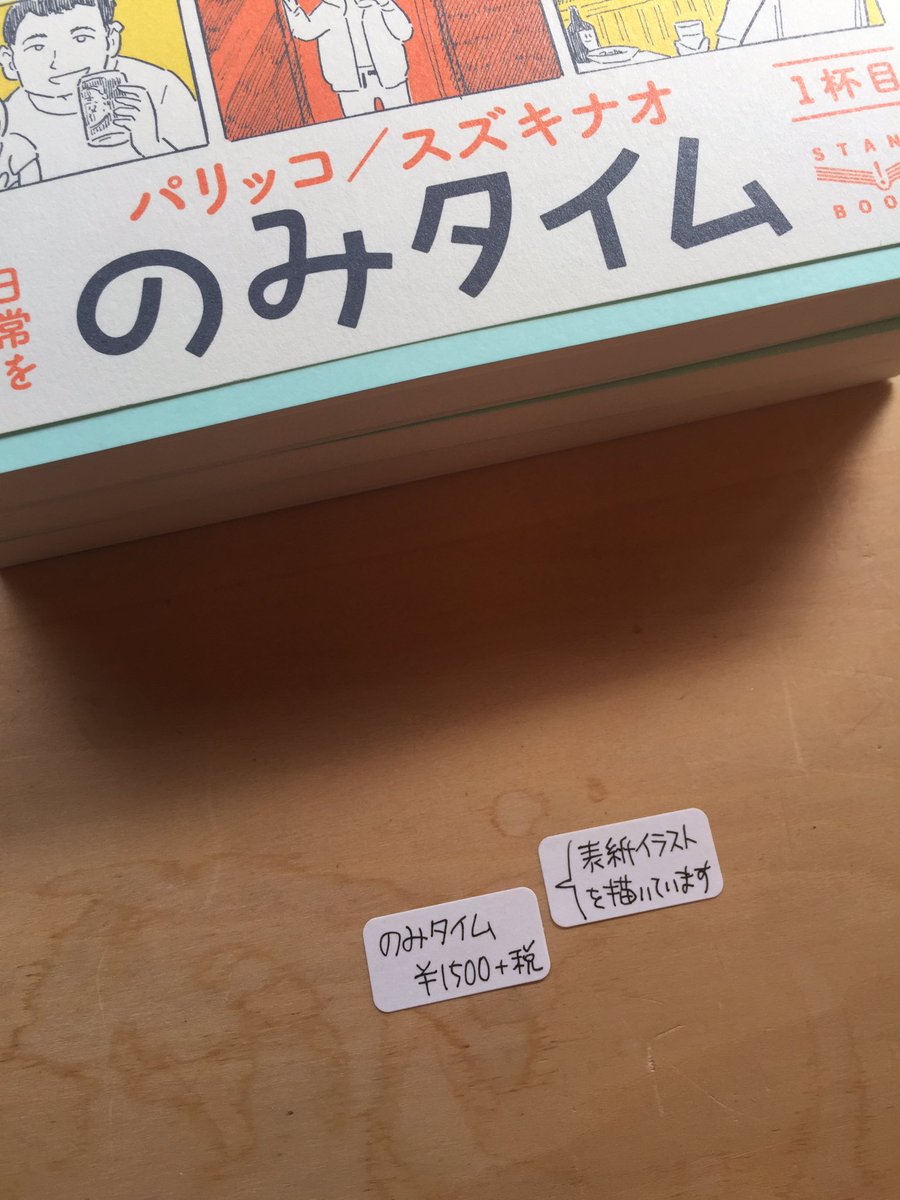 1杯目
パリッコ／スズキナオ
のみタイム
STAN
BOO
日常を
表紙イラスト
を描いています
のみタイム
¥1500+税